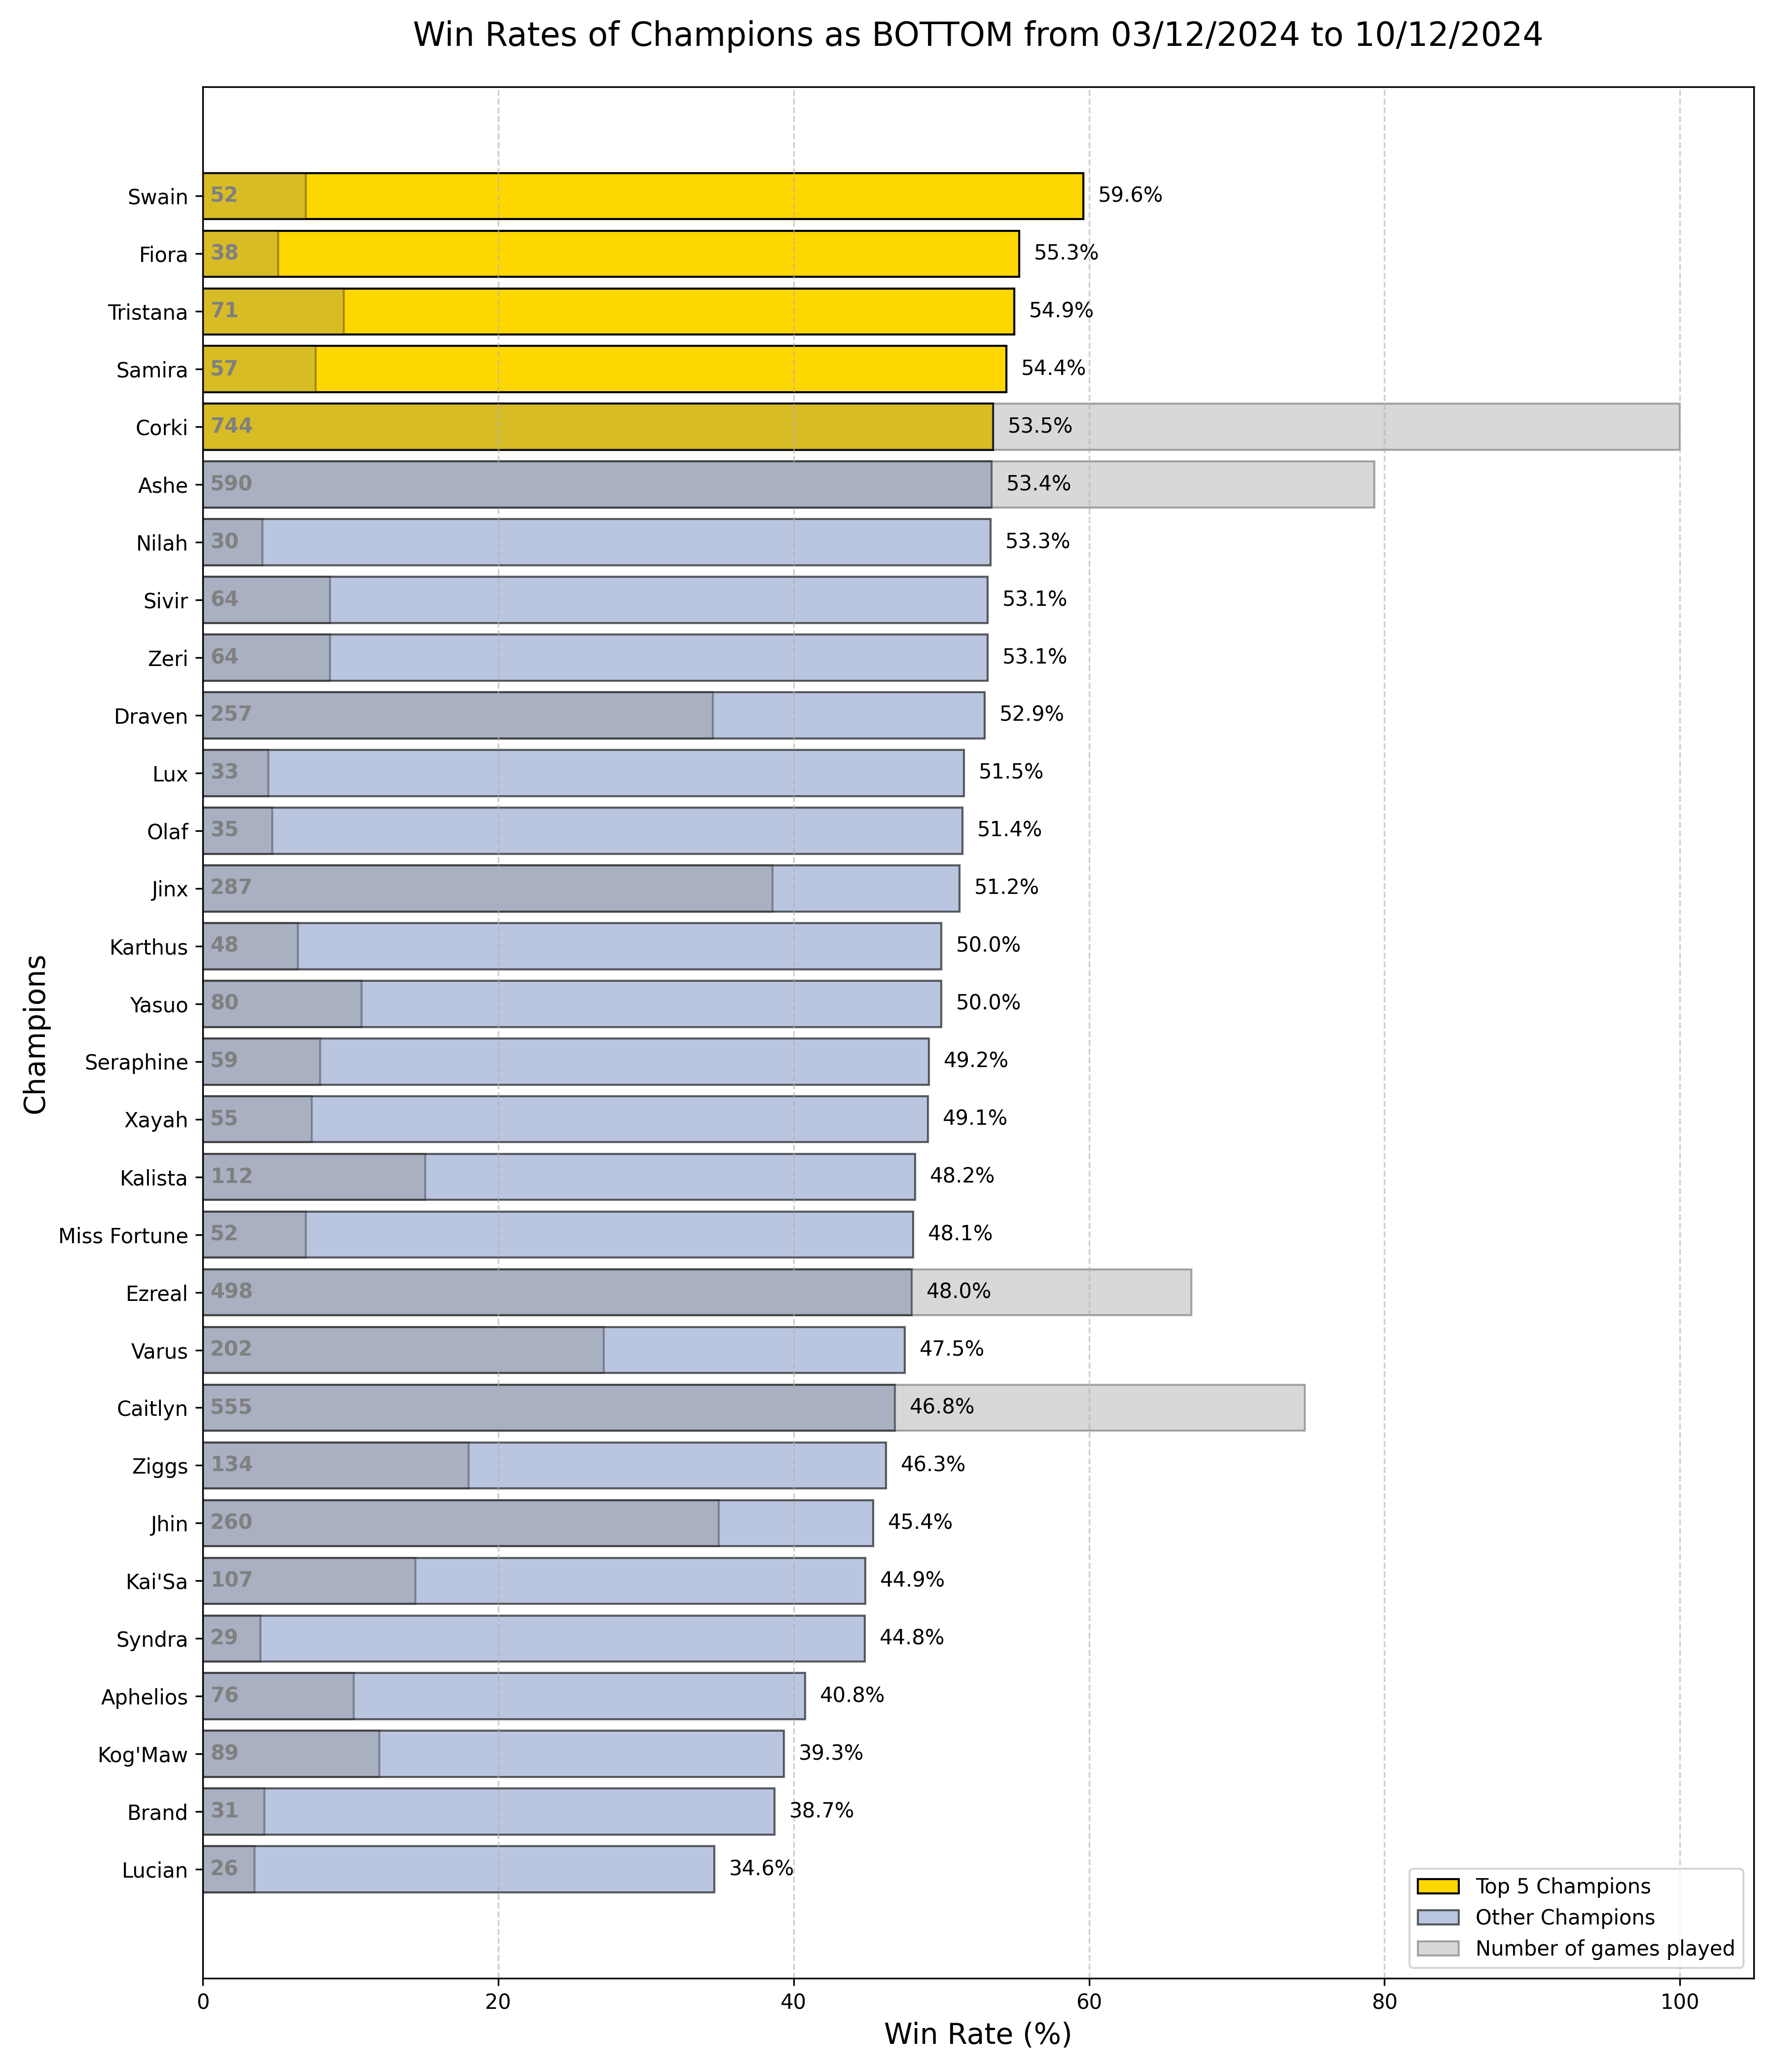 Win Rates of Champions as BOTTOM from 03/12/2024 to 10/12/2024
Champions
Swain 52 59.6%
Fiora 38 55.3%
Tristana 71 54.9%
Samira 57 54.4%
Corki 744 53.5%
Ashe 590 53.4%
Nilah 30 53.3%
Sivir 64 53.1%
Zeri 64 53.1%
Draven 257 52.9%
Lux 33 51.5%
Olaf 35 51.4%
Jinx 287 51.2%
Karthus 48 50.0%
Yasuo 80 50.0%
Seraphine 59 49.2%
Xayah 55 49.1%
Kalista 112 48.2%
Miss Fortune 52 48.1%
Ezreal 498 48.0%
Varus 202 47.5%
Caitlyn 555 46.8%
Ziggs 134 46.3%
Jhin 260 45.4%
Kai'Sa 107 44.9%
Syndra 29 44.8%
Aphelios 76 40.8%
Kog'Maw 89 39.3%
Brand 31 38.7%
Lucian 26 34.6%
Top 5 Champions
Other Champions
Number of games played
0 20 40 60 80 100
Win Rate (%)